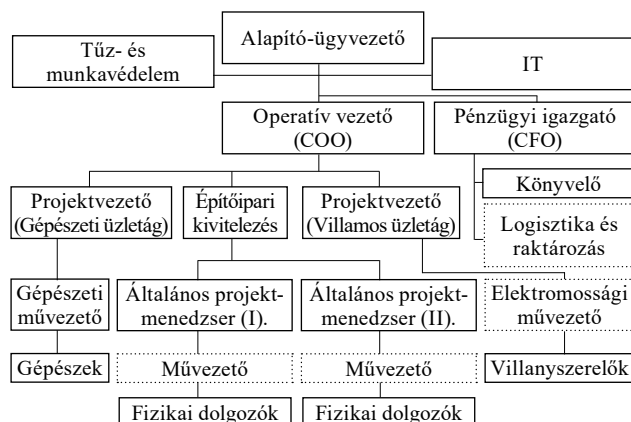 Alapító-ügyvezető
Tűz- és
munkavédelem
IT
Operatív vezető
(COO)
Pénzügyi igazgató
(CFO)
Könyvelő
Logisztika és
raktározás
Projektvezető
(Gépészeti üzletág)
Építőipari
kivitelezés
Projektvezető
(Villamos üzletág)
Gépészeti
művezető
Általános projekt-
menedzser (I).
Általános projekt-
menedzser (II).
Elektromossági
művezető
Gépészek
Művezető
Művezető
Villanyszerelők
Fizikai dolgozók
Fizikai dolgozók